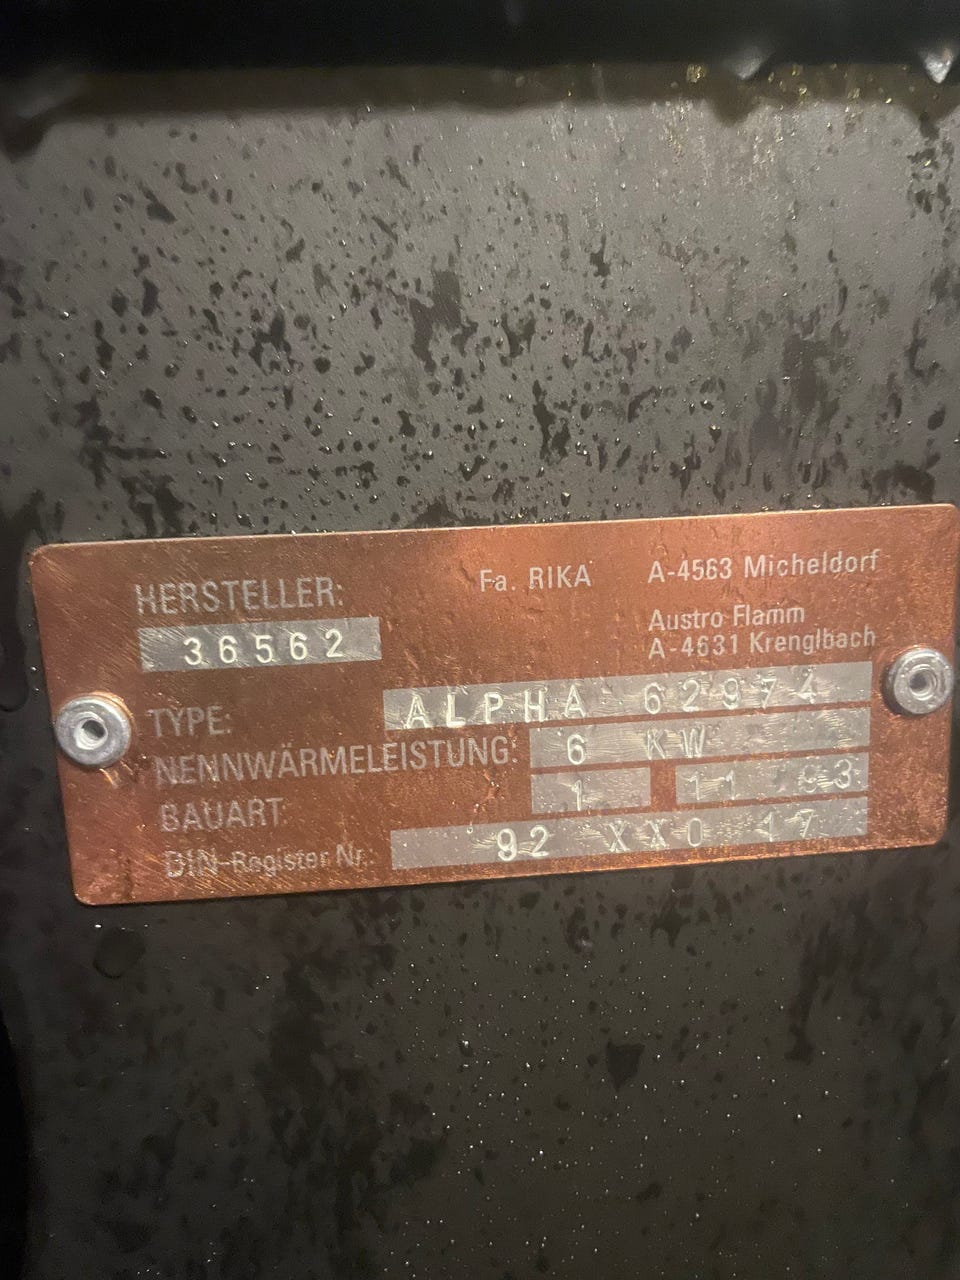 HERSTELLER: Fa. RIKA A-4563 Micheldorf
36562 Austro Flamm
A-4631 Krenglbach
TYPE: ALPHA 62974
NENNWÄRMELEISTUNG: 6 KW
BAUART: 1 11 93
DIN-Register Nr.: 92 XXO 17